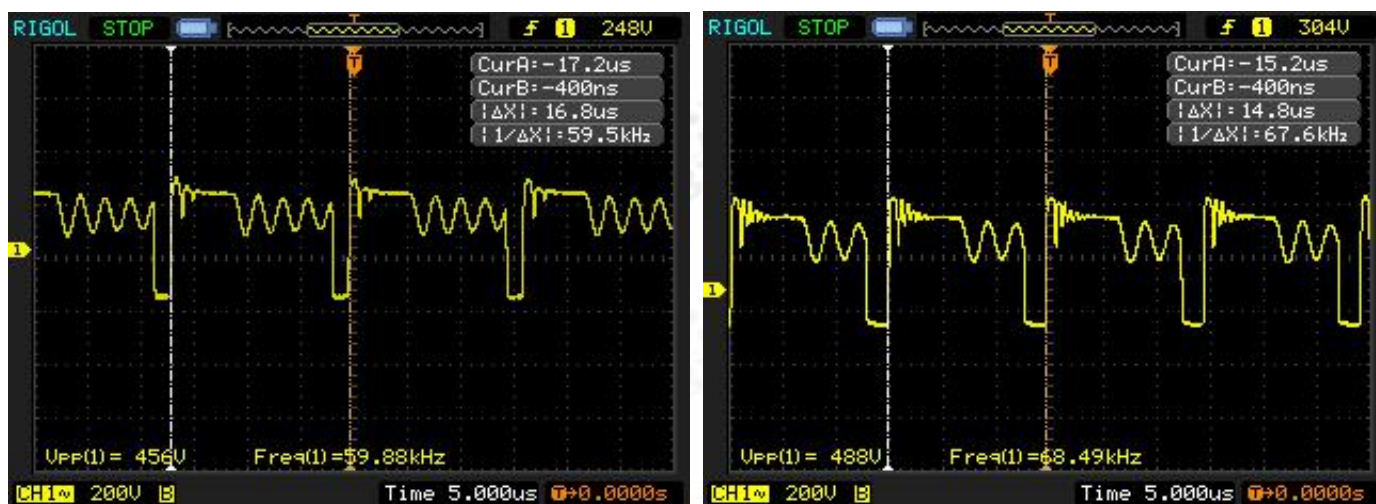 RIGOL STOP T 1 248V
T
CurA:-17.2us
CurB:-400ns
|ΔX|:16.8us
|1/ΔX|:59.5kHz
1
Vpp(1)= 456V Freq(1)=59.88kHz
CH1~ 200V B Time 5.000us T→0.0000s
RIGOL STOP T 1 304V
T
CurA:-15.2us
CurB:-400ns
|ΔX|:14.8us
|1/ΔX|:67.6kHz
1
Vpp(1)= 488V Freq(1)=68.49kHz
CH1~ 200V B Time 5.000us T→0.0000s